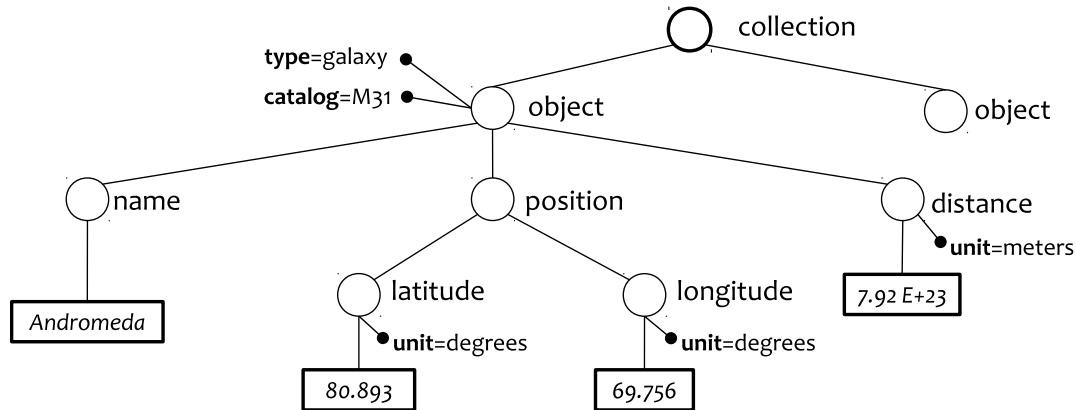 collection
type=galaxy
catalog=M31
object
object
name
position
distance
unit=meters
latitude
longitude
7.92 E+23
Andromeda
unit=degrees
unit=degrees
80.893
69.756